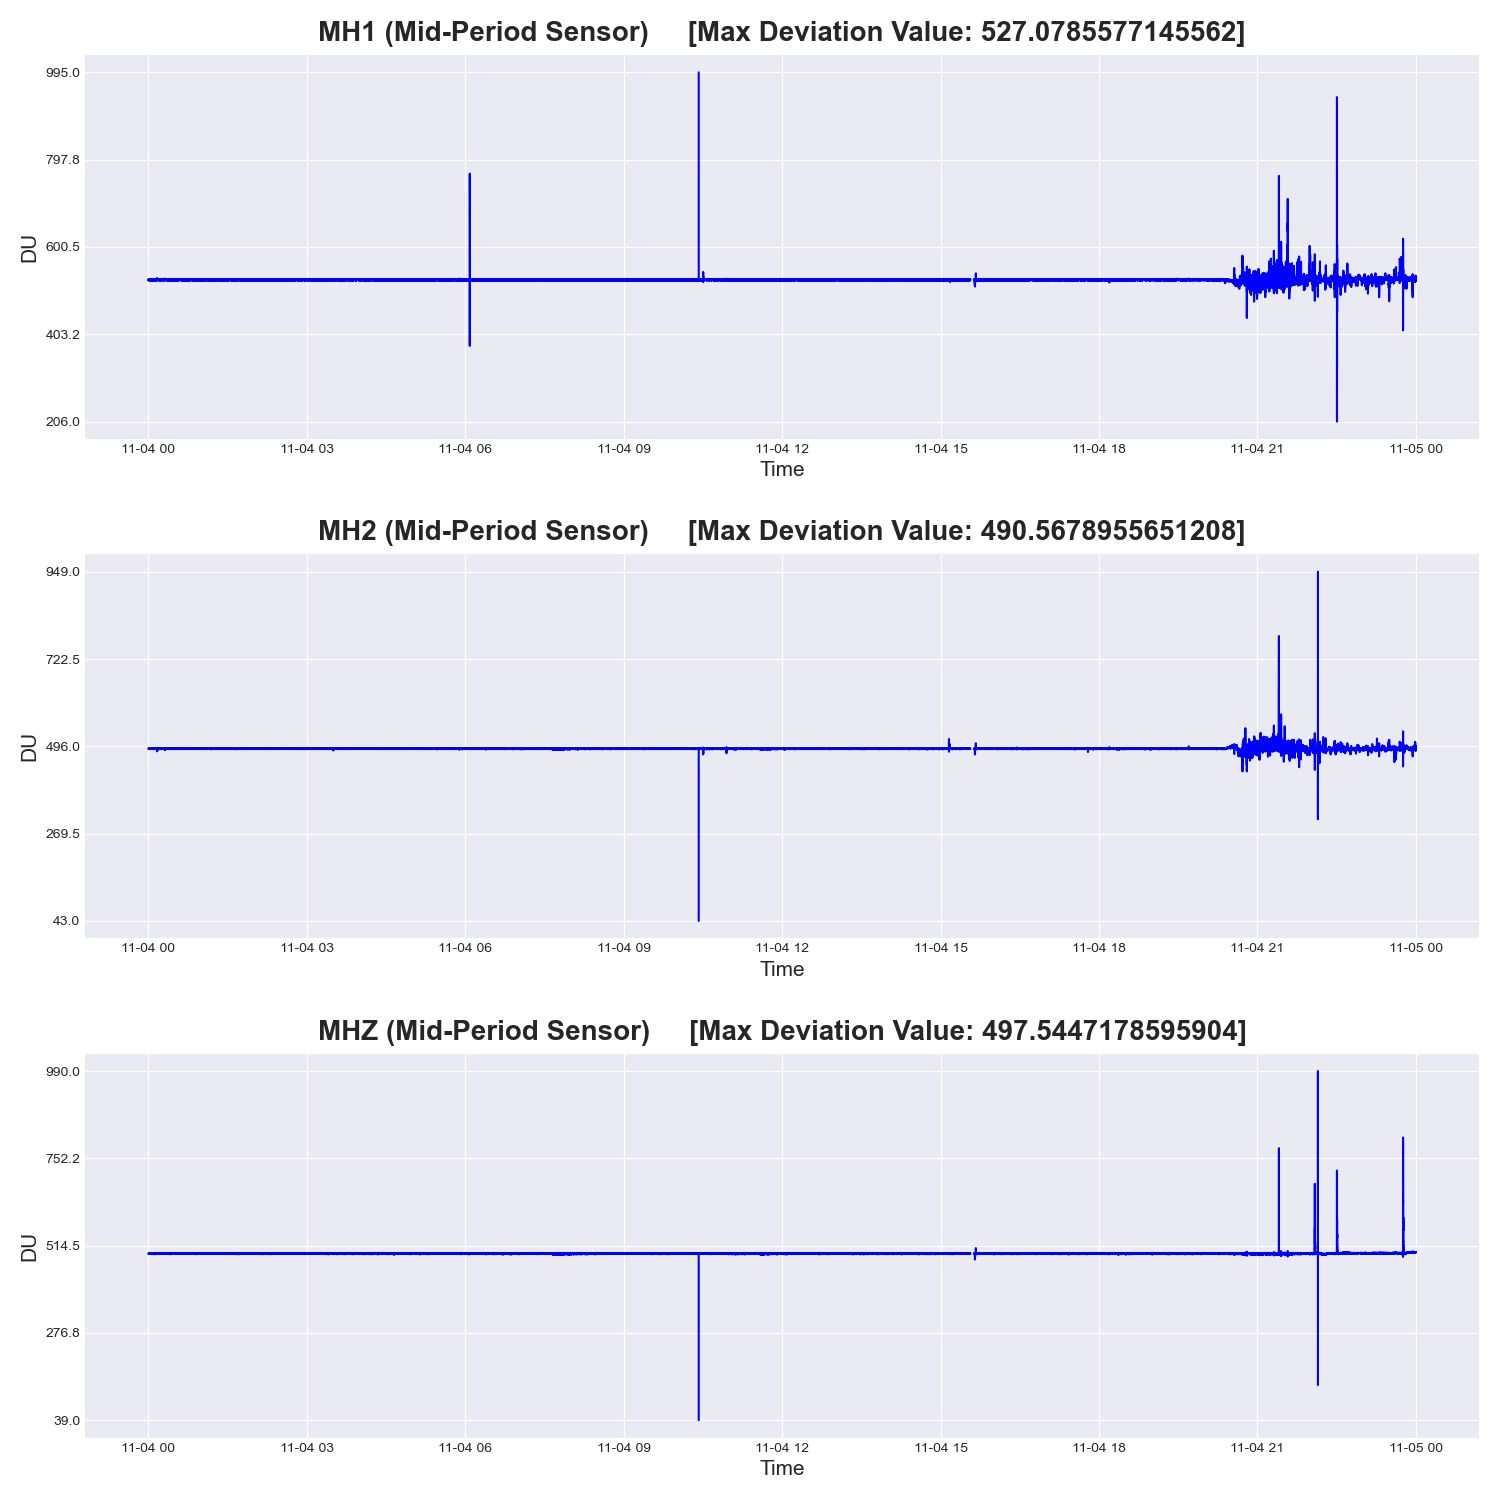 MH1 (Mid-Period Sensor) [Max Deviation Value: 527.0785577145562]
995.0
797.8
600.5
403.2
206.0
DU
11-04 00 11-04 03 11-04 06 11-04 09 11-04 12 11-04 15 11-04 18 11-04 21 11-05 00
Time
MH2 (Mid-Period Sensor) [Max Deviation Value: 490.5678955651208]
949.0
722.5
496.0
269.5
43.0
DU
11-04 00 11-04 03 11-04 06 11-04 09 11-04 12 11-04 15 11-04 18 11-04 21 11-05 00
Time
MHZ (Mid-Period Sensor) [Max Deviation Value: 497.5447178595904]
990.0
752.2
514.5
276.8
39.0
DU
11-04 00 11-04 03 11-04 06 11-04 09 11-04 12 11-04 15 11-04 18 11-04 21 11-05 00
Time